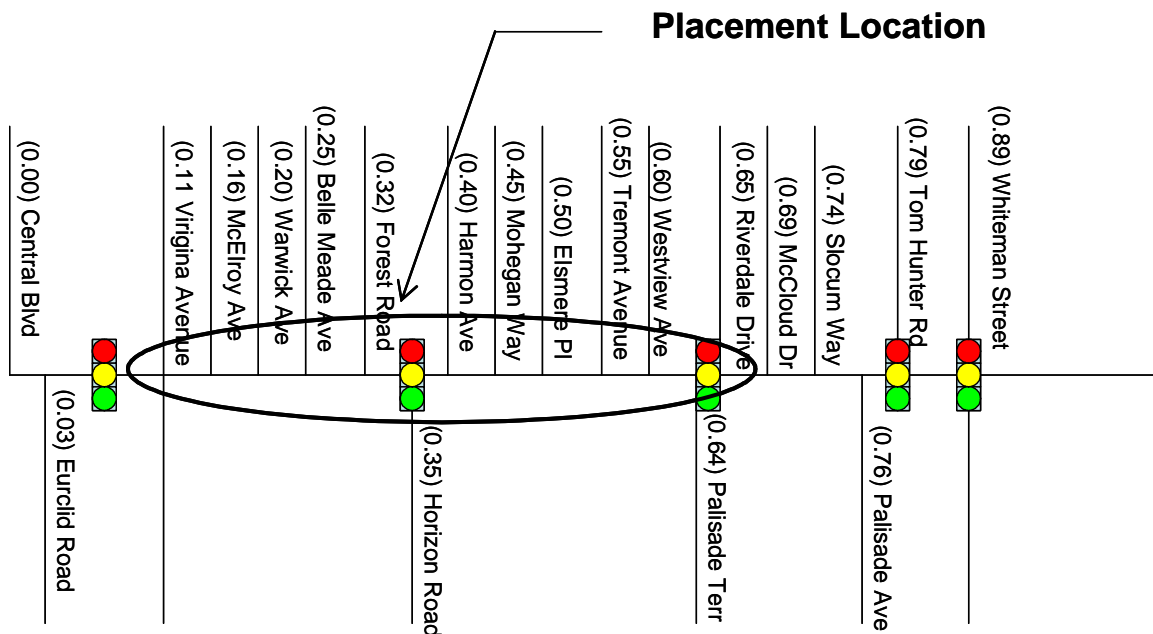 Placement Location
(0.00) Central Blvd
(0.03) Eurclid Road
(0.11 Virigina Avenue
(0.16) McElroy Ave
(0.20) Warwick Ave
(0.25) Belle Meade Ave
(0.32) Forest Road
(0.35) Horizon Road
(0.40) Harmon Ave
(0.45) Mohegan Way
(0.50) Elsmere Pl
(0.55) Tremont Avenue
(0.60) Westview Ave
(0.64) Palisade Terr
(0.65) Riverdale Drive
(0.69) McCloud Dr
(0.74) Slocum Way
(0.76) Palisade Ave
(0.79) Tom Hunter Rd
(0.89) Whiteman Street